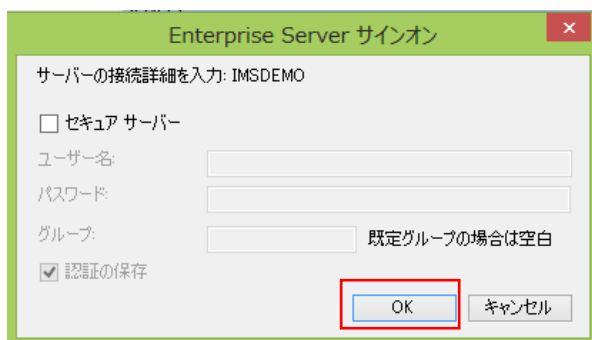 Enterprise Server サインオン
サーバーの接続詳細を入力: IMSDEMO
セキュア サーバー
ユーザー名:
パスワード:
グループ: 既定グループの場合は空白
認証の保存
OK キャンセル